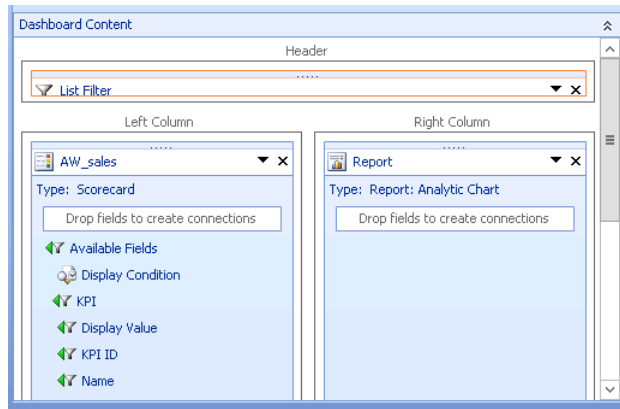 Dashboard Content
Header
List Filter
Left Column
Right Column
AW_sales
Report
Type: Scorecard
Type: Report: Analytic Chart
Drop fields to create connections
Drop fields to create connections
Available Fields
Display Condition
KPI
Display Value
KPI ID
Name